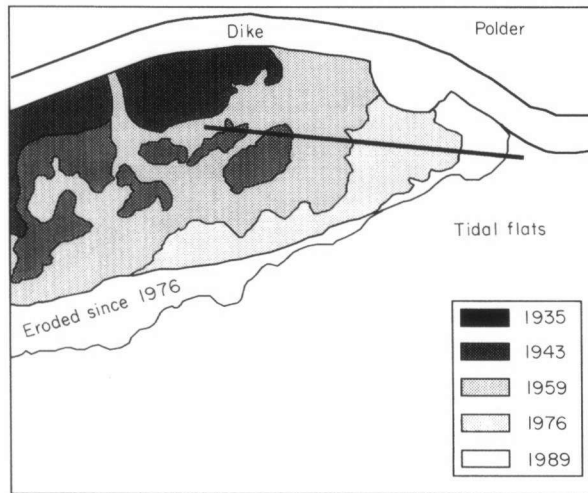 Dike
Polder
Tidal flats
Eroded since 1976
1935
1943
1959
1976
1989